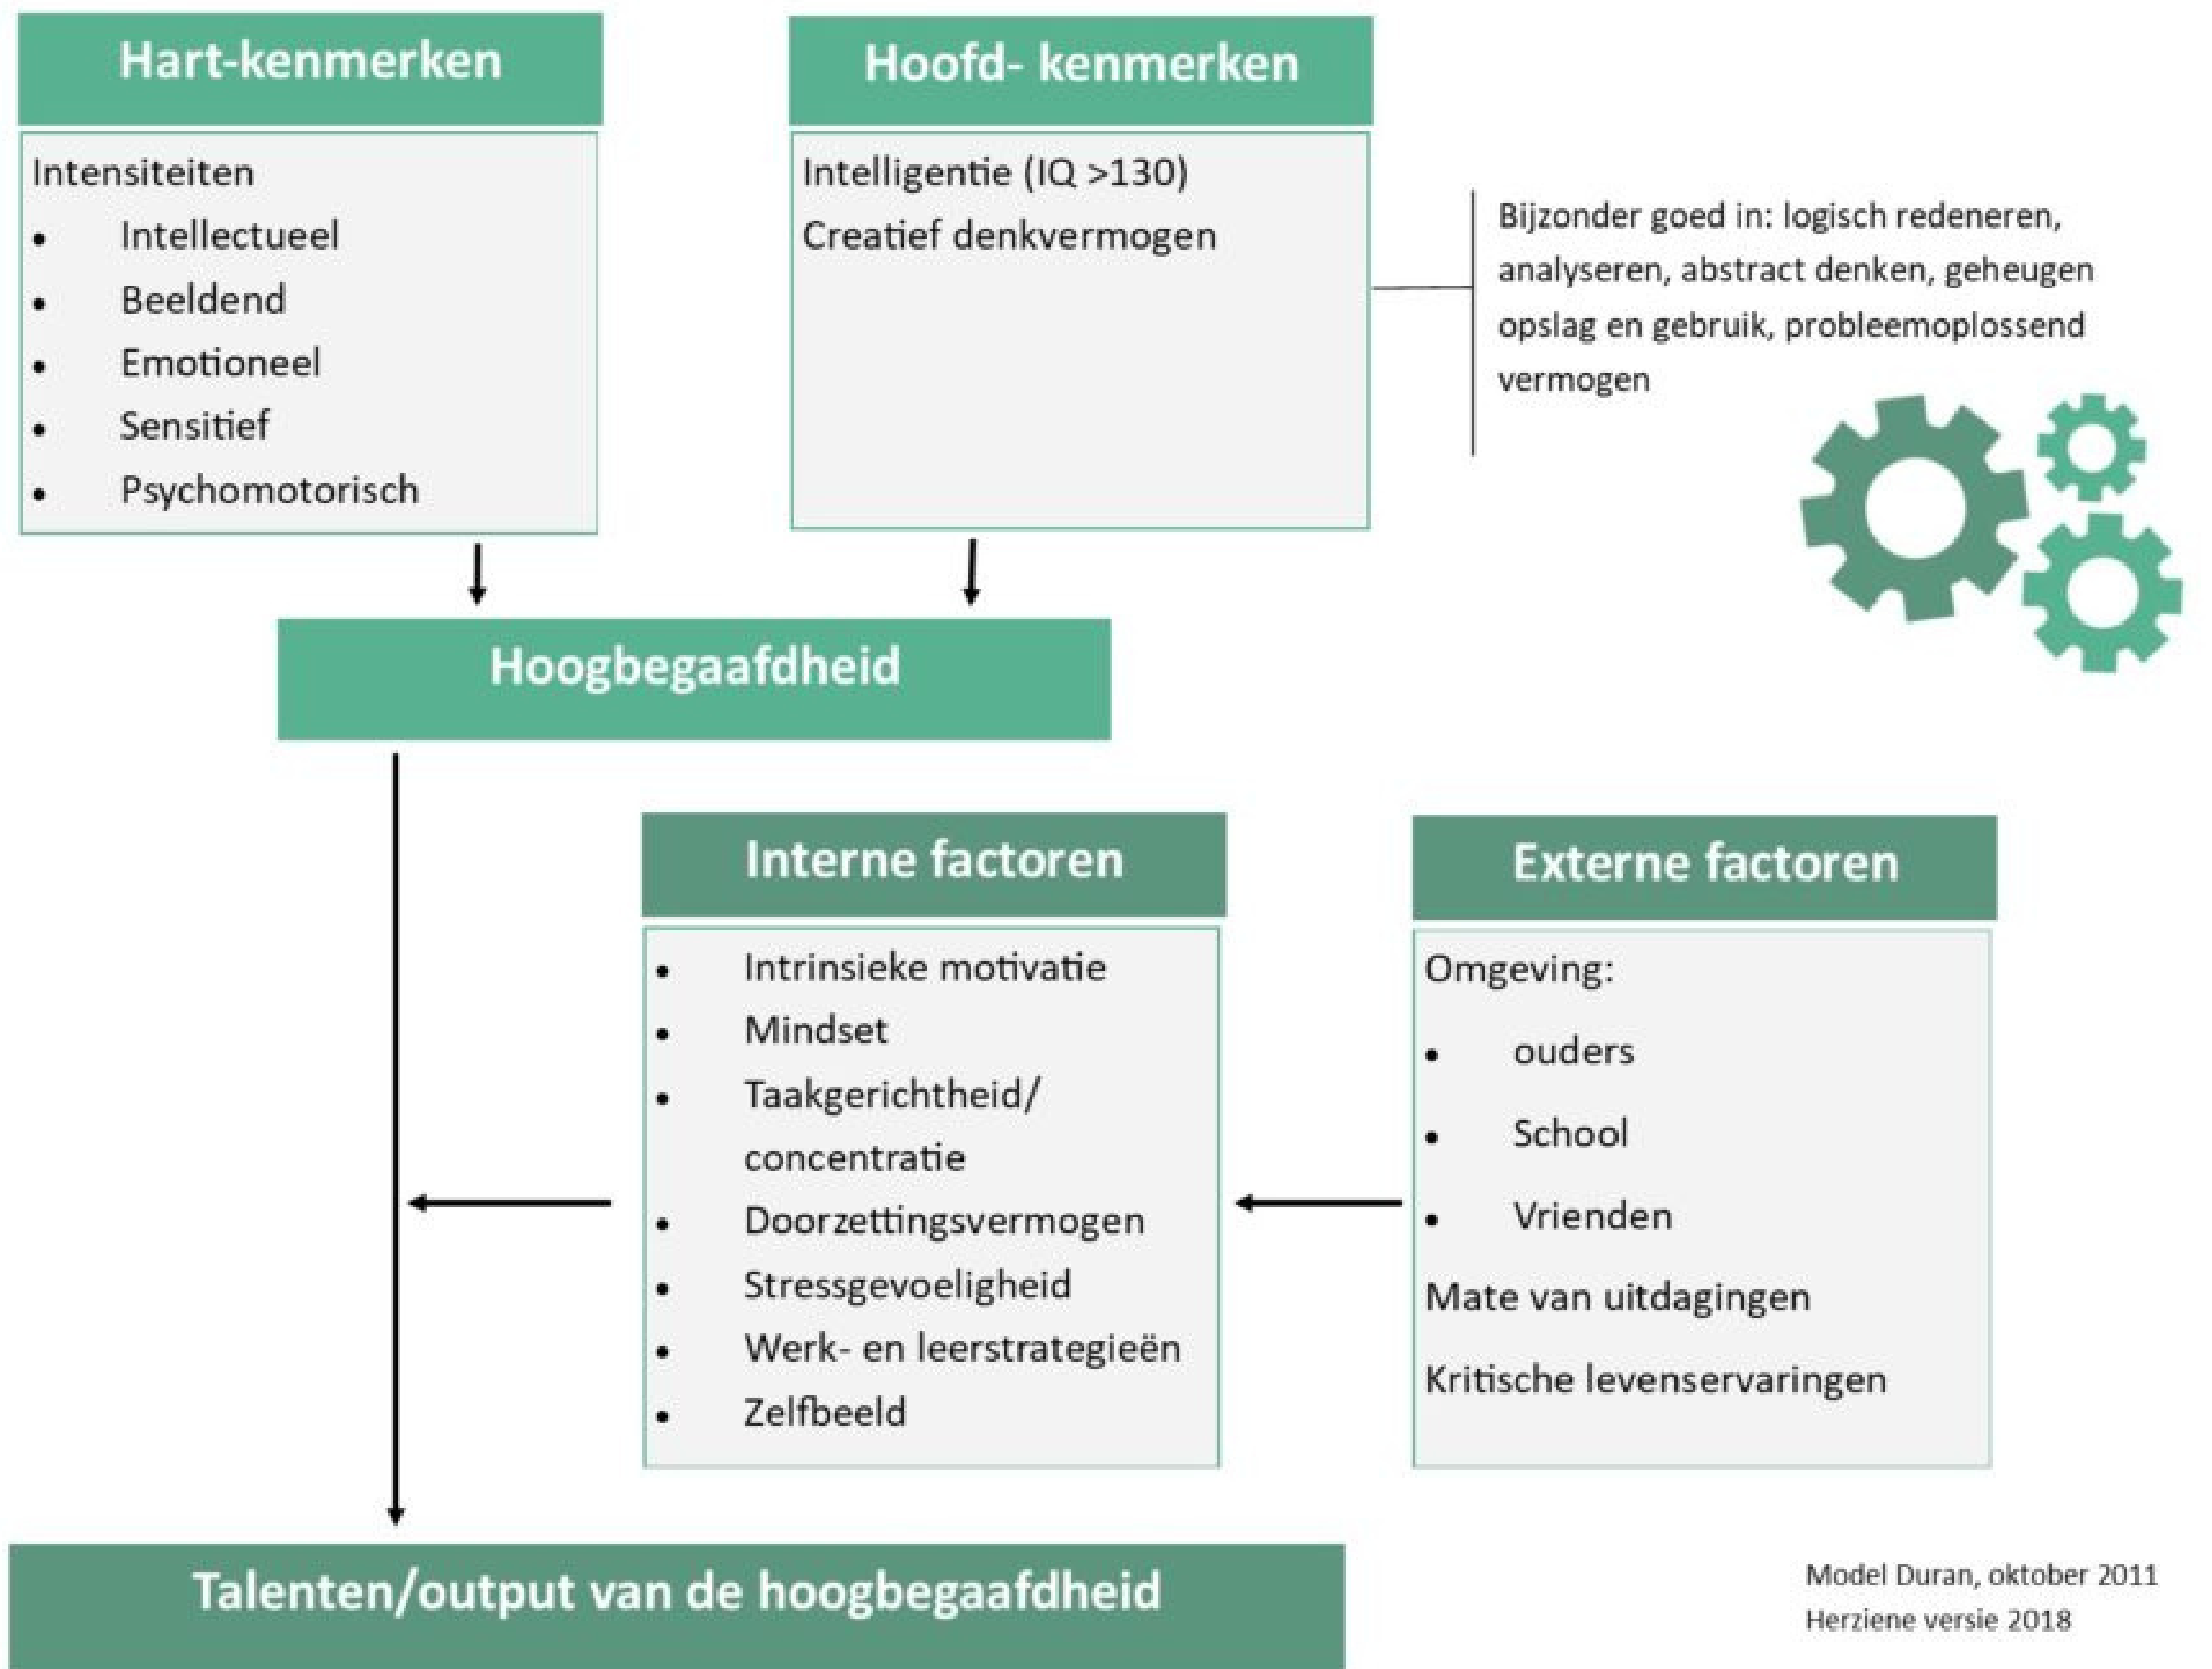 Hart-kenmerken
Intensiteiten
• Intellectueel
• Beeldend
• Emotioneel
• Sensitief
• Psychomotorisch
Hoofd- kenmerken
Intelligentie (IQ >130)
Creatief denkvermogen
Bijzonder goed in: logisch redeneren,
analyseren, abstract denken, geheugen
opslag en gebruik, probleemoplossend
vermogen
Hoogbegaafdheid
Interne factoren
• Intrinsieke motivatie
• Mindset
• Taakgerichtheid/
concentratie
• Doorzettingsvermogen
• Stressgevoeligheid
• Werk- en leerstrategieën
• Zelfbeeld
Externe factoren
Omgeving:
• ouders
• School
• Vrienden
Mate van uitdagingen
Kritische levenservaringen
Talenten/output van de hoogbegaafdheid
Model Duran, oktober 2011
Herziene versie 2018